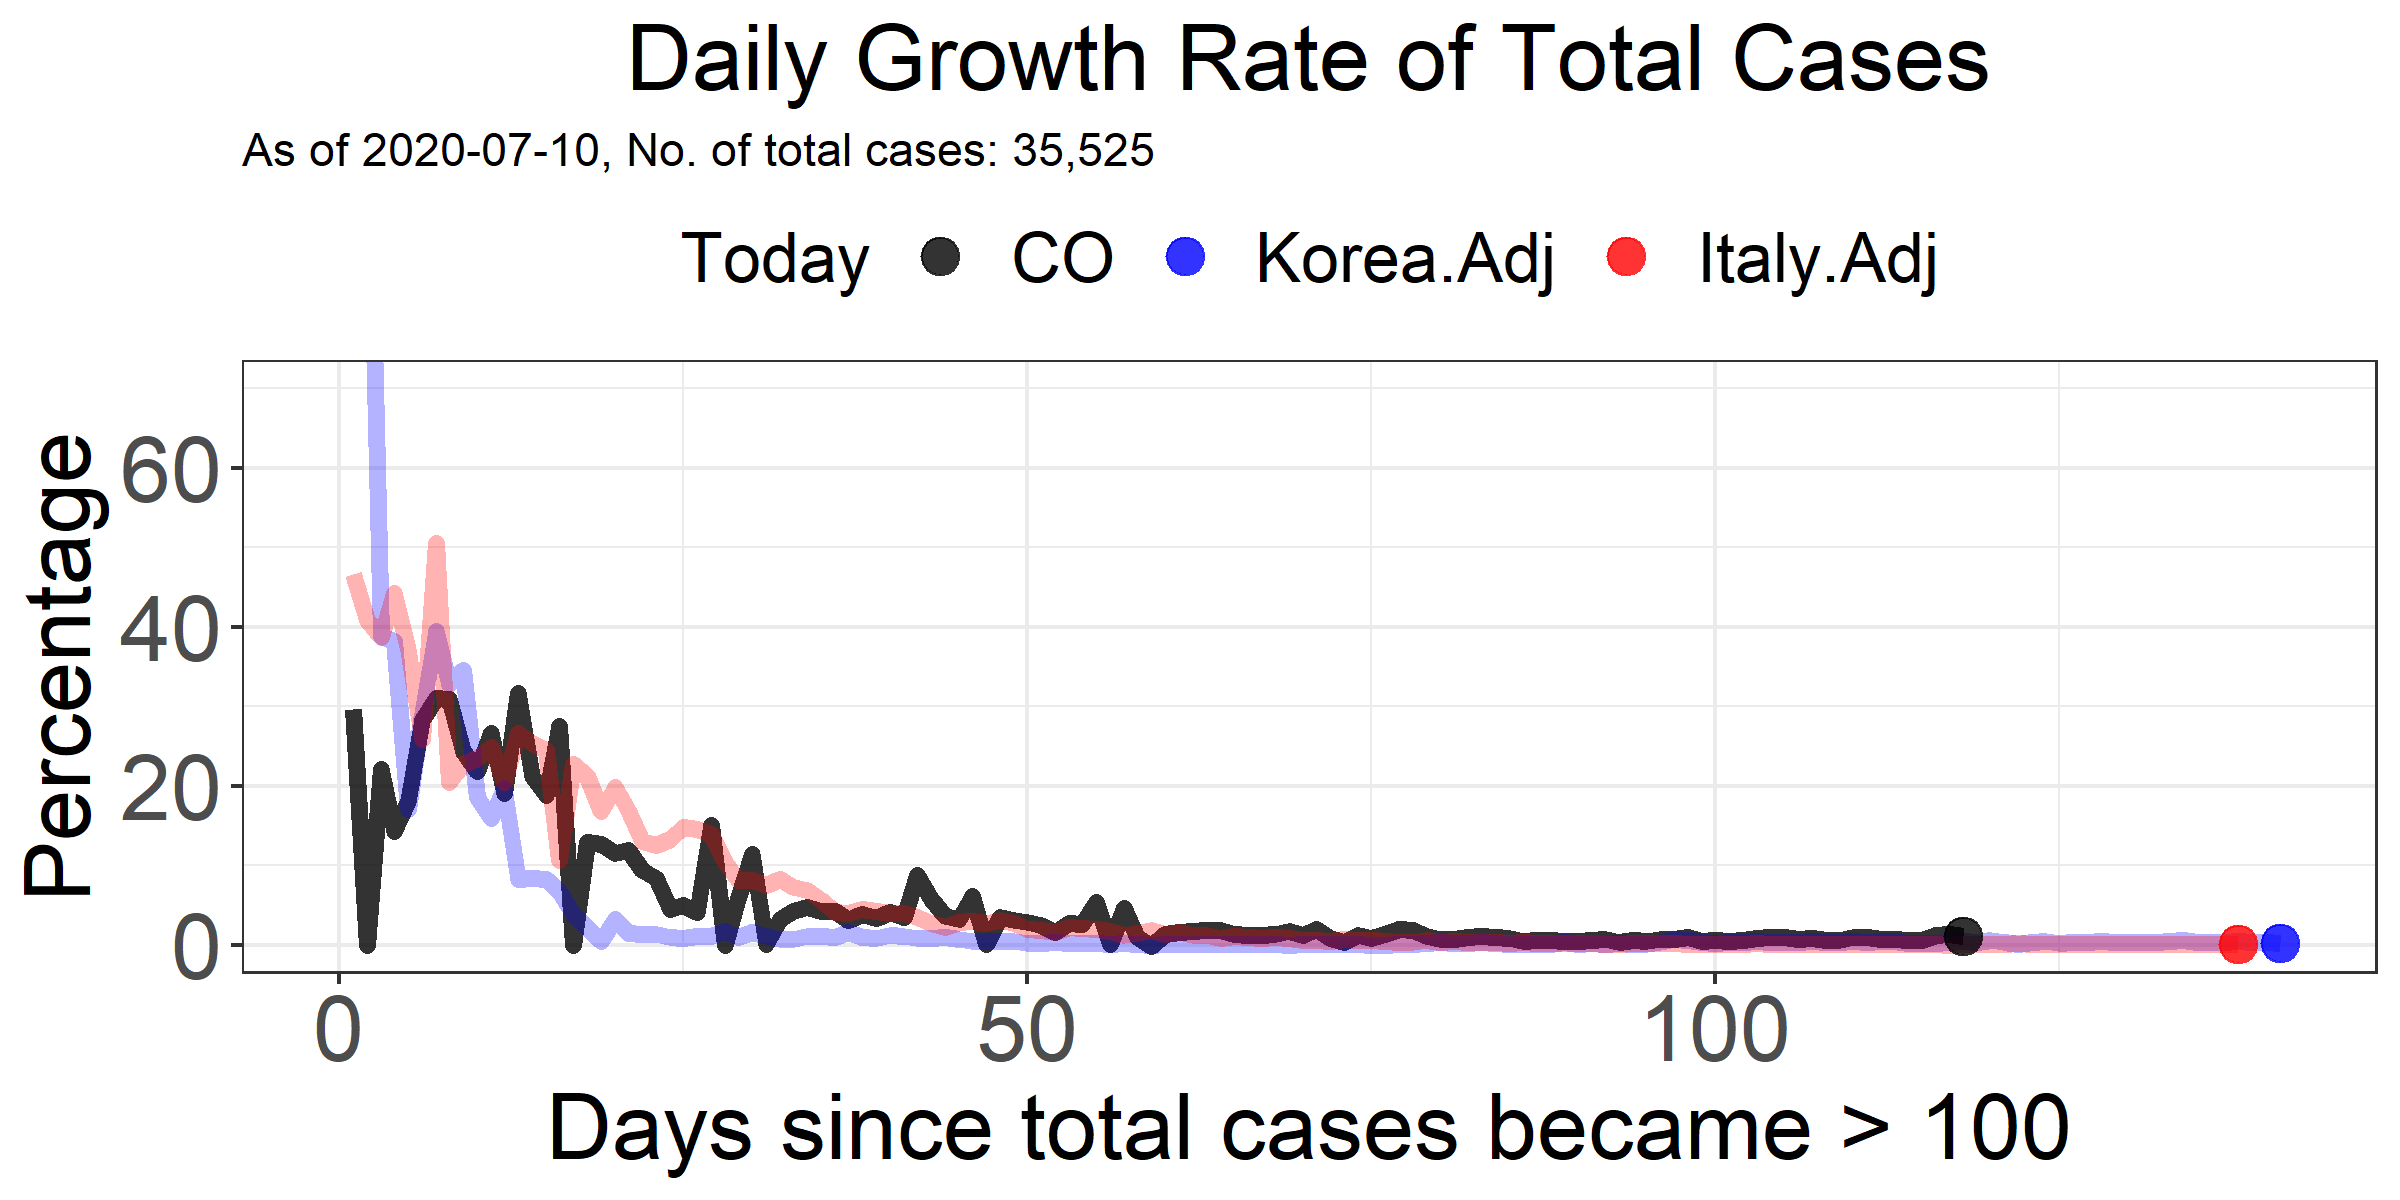 Daily Growth Rate of Total Cases
As of 2020-07-10, No. of total cases: 35,525
Today CO Korea.Adj Italy.Adj
Percentage
60
40
20
0
0 50 100
Days since total cases became > 100